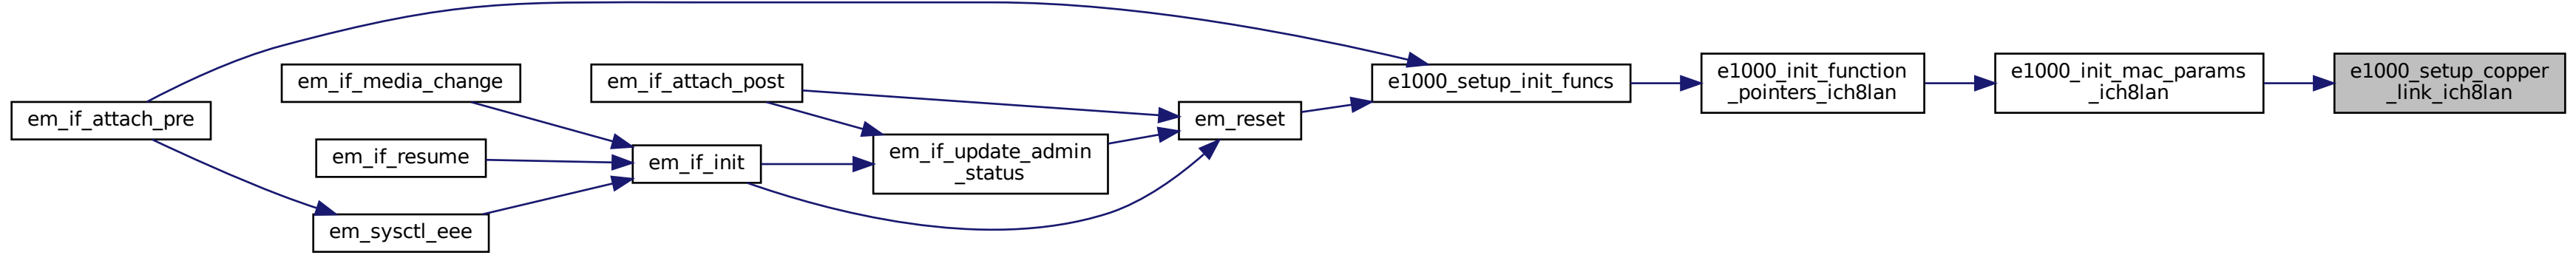 em_if_attach_pre
em_if_media_change
em_if_resume
em_sysctl_eee
em_if_attach_post
em_if_init
em_if_update_admin
_status
em_reset
e1000_setup_init_funcs
e1000_init_function
_pointers_ich8lan
e1000_init_mac_params
_ich8lan
e1000_setup_copper
_link_ich8lan